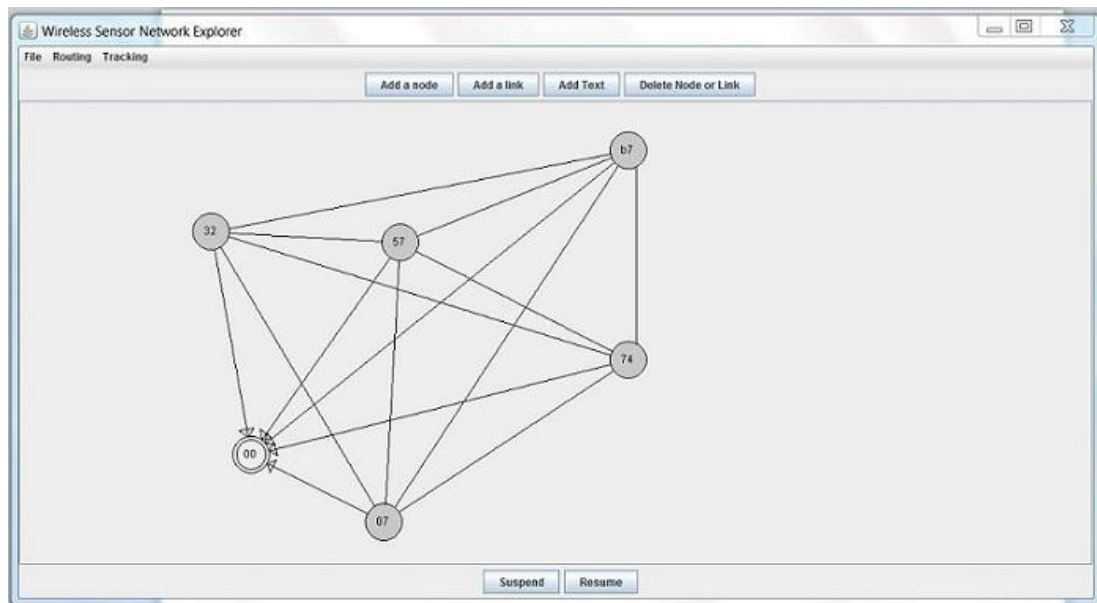 Wireless Sensor Network Explorer
File Routing Tracking
Add a node Add a link Add Text Delete Node or Link
b7
32
57
74
00
07
Suspend Resume